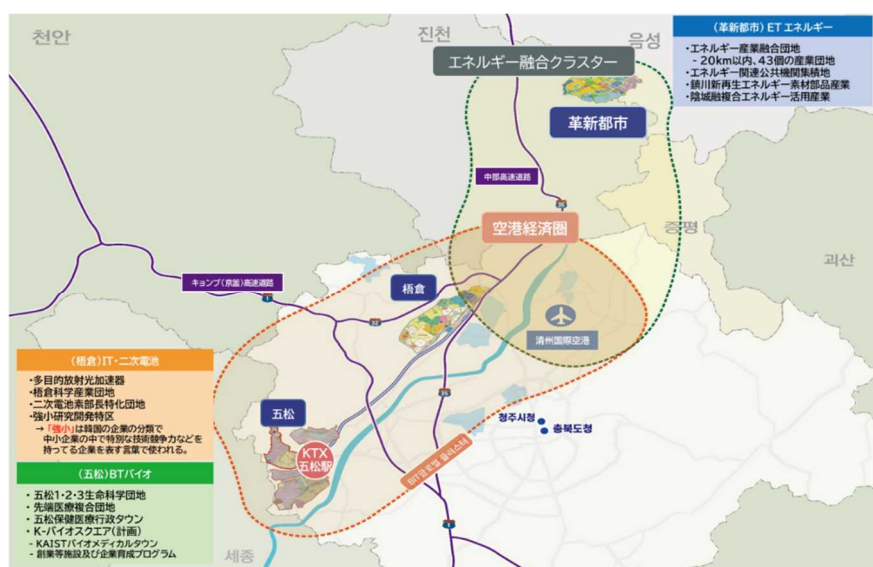 천안
진천
음성
エネルギー融合クラスター
革新都市
中部高速道路
空港経済圏
증평
괴산
キョンブ(京釜)高速道路
1
32
35
35
1
梧倉
清州国際空港
五松
KTX
五松駅
청주시청
충북도청
세종
(革新都市) ET エネルギー
・エネルギー産業融合団地
- 20km以内、43個の産業団地
・エネルギー関連公共機関集積地
・鎮川新再生エネルギー素材部品産業
・陰城融複合エネルギー活用産業
(梧倉)IT・二次電池
・多目的放射光加速器
・梧倉科学産業団地
・二次電池素部長特化団地
・強小研究開発特区
→ 「強小」は韓国の企業の分類で
中小企業の中で特別な技術競争力などを
持ってる企業を表す言葉で使われる。
(五松)BTバイオ
・ 五松1・2・3生命科学団地
・ 先端医療複合団地
・ 五松保健医療行政タウン
・ K-バイオスクエア(計画)
- KAISTバイオメディカルタウン
- 創業等施設及び企業育成プログラム